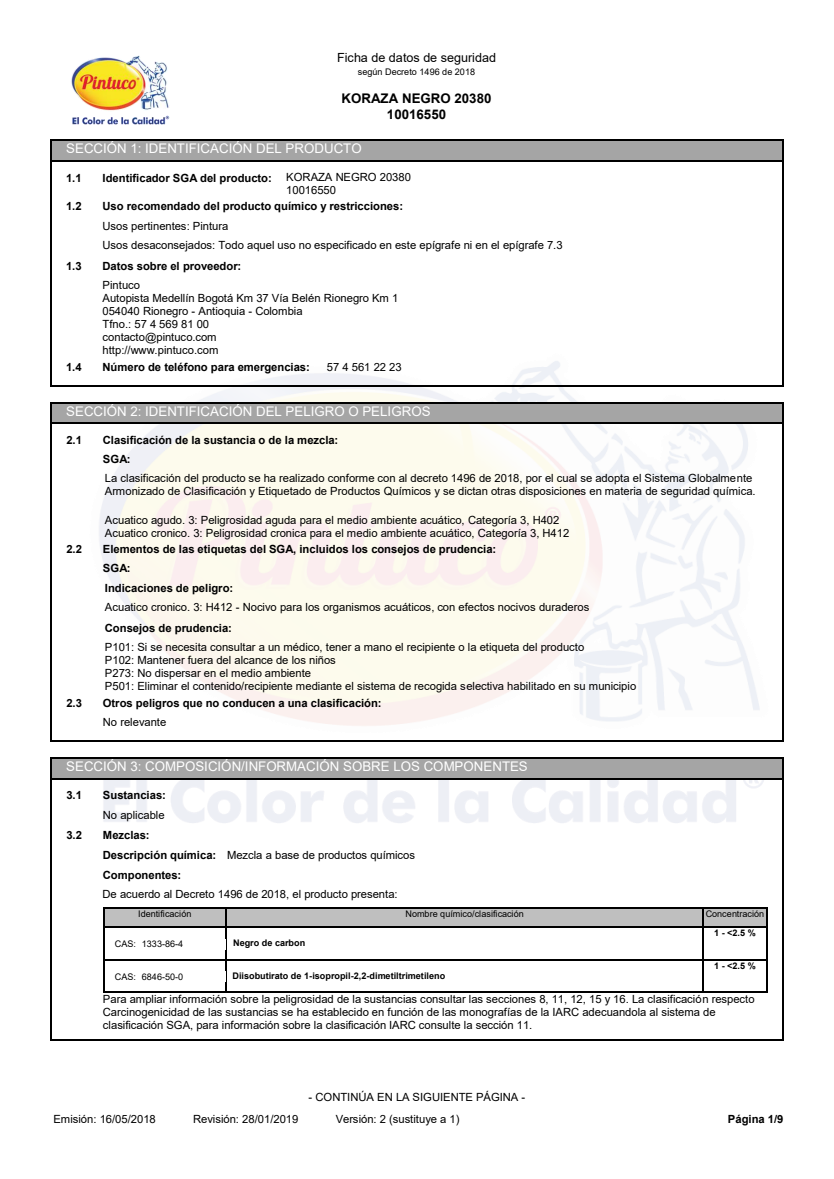 Ficha de datos de seguridad
según Decreto 1496 de 2018
Pintuco®
El Color de la Calidad®
KORAZA NEGRO 20380
10016550
SECCIÓN 1: IDENTIFICACIÓN DEL PRODUCTO
1.1 Identificador SGA del producto: KORAZA NEGRO 20380
10016550
1.2 Uso recomendado del producto químico y restricciones:
Usos pertinentes: Pintura
Usos desaconsejados: Todo aquel uso no especificado en este epígrafe ni en el epígrafe 7.3
1.3 Datos sobre el proveedor:
Pintuco
Autopista Medellín Bogotá Km 37 Vía Belén Rionegro Km 1
054040 Rionegro - Antioquia - Colombia
Tfno.: 57 4 569 81 00
contacto@pintuco.com
http://www.pintuco.com
1.4 Número de teléfono para emergencias: 57 4 561 22 23
SECCIÓN 2: IDENTIFICACIÓN DEL PELIGRO O PELIGROS
2.1 Clasificación de la sustancia o de la mezcla:
SGA:
La clasificación del producto se ha realizado conforme con al decreto 1496 de 2018, por el cual se adopta el Sistema Globalmente
Armonizado de Clasificación y Etiquetado de Productos Químicos y se dictan otras disposiciones en materia de seguridad química.
Acuatico agudo. 3: Peligrosidad aguda para el medio ambiente acuático, Categoría 3, H402
Acuatico cronico. 3: Peligrosidad cronica para el medio ambiente acuático, Categoría 3, H412
2.2 Elementos de las etiquetas del SGA, incluidos los consejos de prudencia:
SGA:
Indicaciones de peligro:
Acuatico cronico. 3: H412 - Nocivo para los organismos acuáticos, con efectos nocivos duraderos
Consejos de prudencia:
P101: Si se necesita consultar a un médico, tener a mano el recipiente o la etiqueta del producto
P102: Mantener fuera del alcance de los niños
P273: No dispersar en el medio ambiente
P501: Eliminar el contenido/recipiente mediante el sistema de recogida selectiva habilitado en su municipio
2.3 Otros peligros que no conducen a una clasificación:
No relevante
Pintuco
SECCIÓN 3: COMPOSICIÓN/INFORMACIÓN SOBRE LOS COMPONENTES
El Color de la Calidad®
3.1 Sustancias:
No aplicable
3.2 Mezclas:
Descripción química: Mezcla a base de productos químicos
Componentes:
De acuerdo al Decreto 1496 de 2018, el producto presenta:
Identificación Nombre químico/clasificación Concentración
CAS: 1333-86-4 Negro de carbon 1 - <2.5 %
CAS: 6846-50-0 Diisobutirato de 1-isopropil-2,2-dimetiltrimetileno 1 - <2.5 %
Para ampliar información sobre la peligrosidad de la sustancias consultar las secciones 8, 11, 12, 15 y 16. La clasificación respecto
Carcinogenicidad de las sustancias se ha establecido en función de las monografías de la IARC adecuandola al sistema de
clasificación SGA, para información sobre la clasificación IARC consulte la sección 11.
- CONTINÚA EN LA SIGUIENTE PÁGINA -
Emisión: 16/05/2018 Revisión: 28/01/2019 Versión: 2 (sustituye a 1) Página 1/9